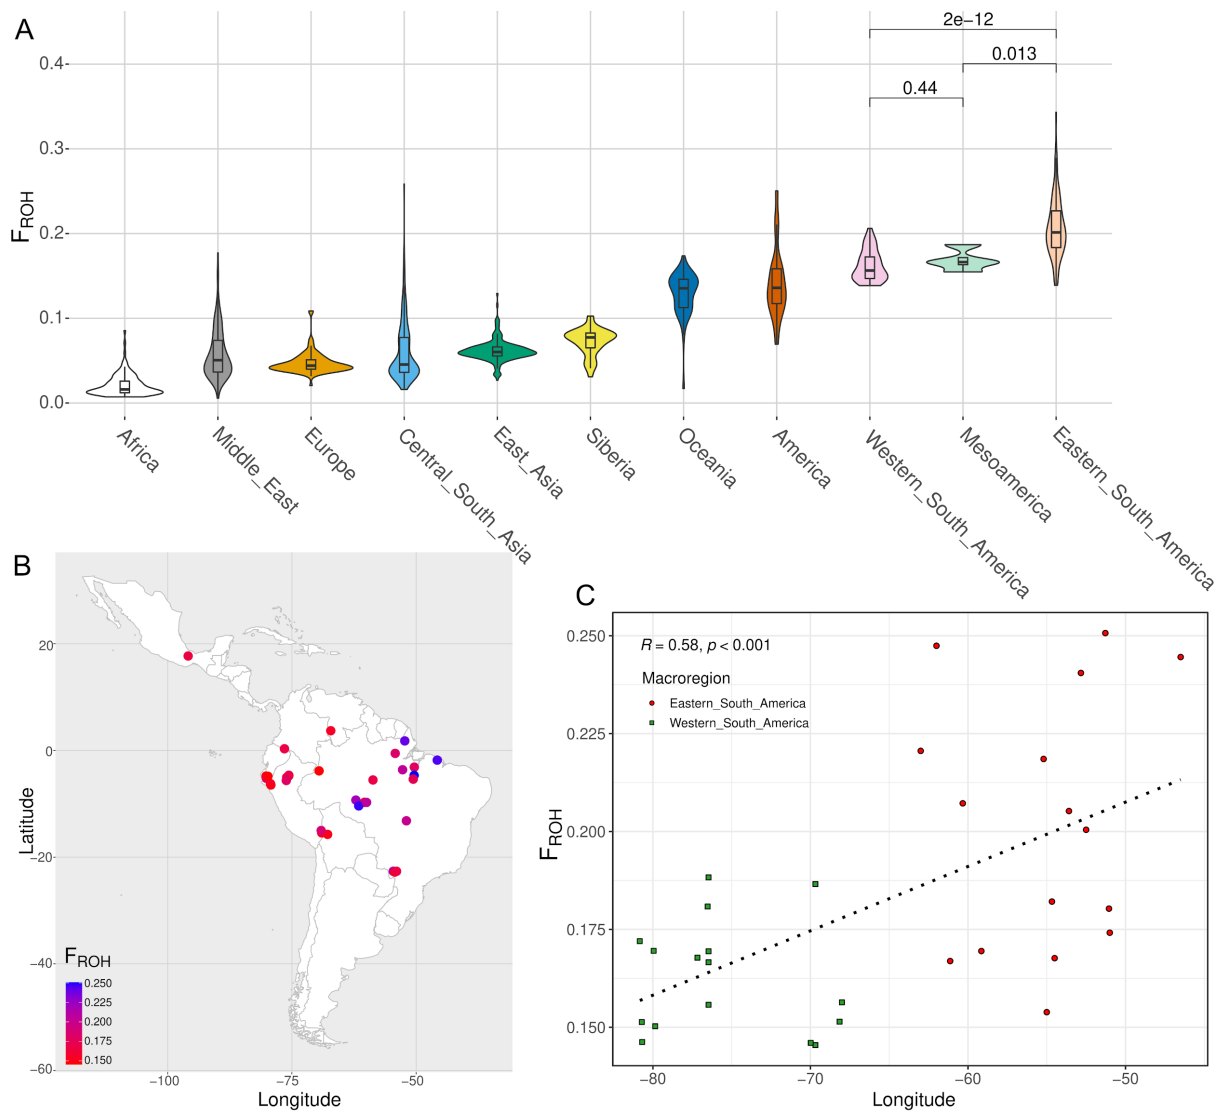 A
2e−12
0.013
0.44
0.4
0.3
0.2
0.1
0.0
FROH
Africa
Middle_East
Europe
Central_South_Asia
East_Asia
Siberia
Oceania
America
Western_South_America
Mesoamerica
Eastern_South_America
B
20
0
−20
−40
−60
Latitude
FROH
0.250
0.225
0.200
0.175
0.150
−100
−75
−50
Longitude
C
R = 0.58, p < 0.001
Macroregion
Eastern_South_America
Western_South_America
0.250
0.225
0.200
0.175
0.150
FROH
−80
−70
−60
−50
Longitude